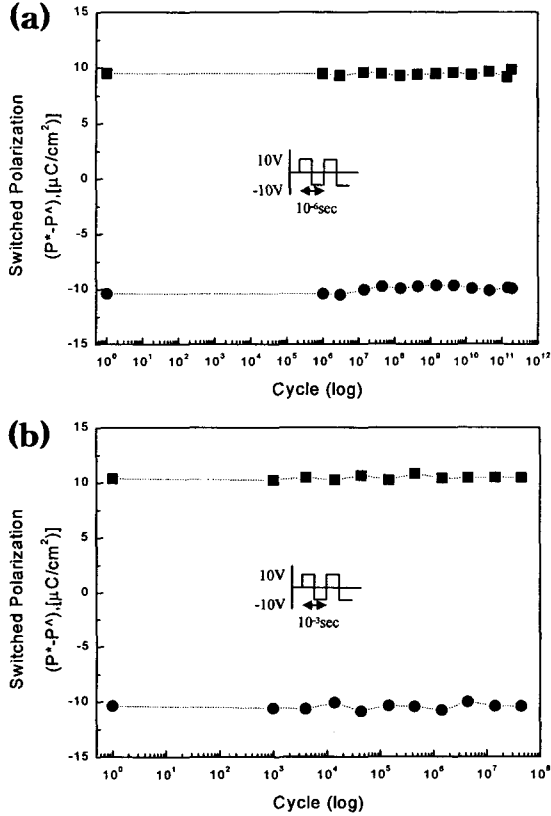 (a)
15
10
5
0
-5
-10
-15
Switched Polarization
(P*-P^),[μC/cm²)]
10V
-10V
10⁻⁶sec
10⁰ 10¹ 10² 10³ 10⁴ 10⁵ 10⁶ 10⁷ 10⁸ 10⁹ 10¹⁰ 10¹¹ 10¹²
Cycle (log)
(b)
15
10
5
0
-5
-10
-15
Switched Polarization
(P*-P^),[μC/cm²)]
10V
-10V
10⁻³sec
10⁰ 10¹ 10² 10³ 10⁴ 10⁵ 10⁶ 10⁷ 10⁸
Cycle (log)